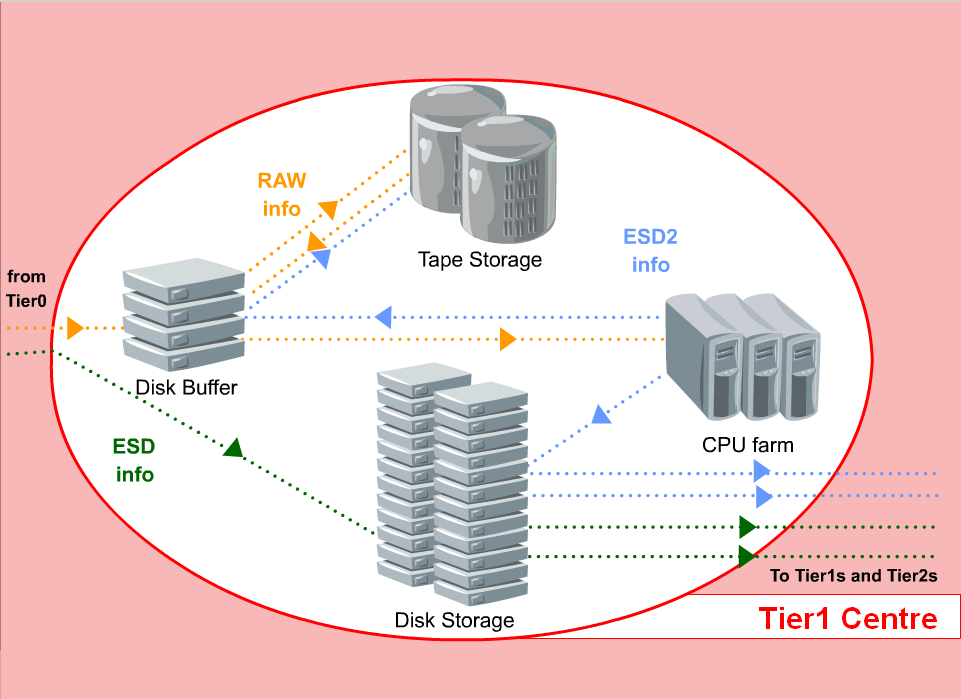 RAW
info
Tape Storage
ESD2
info
from
Tier0
Disk Buffer
CPU farm
ESD
info
To Tier1s and Tier2s
Disk Storage
Tier1 Centre